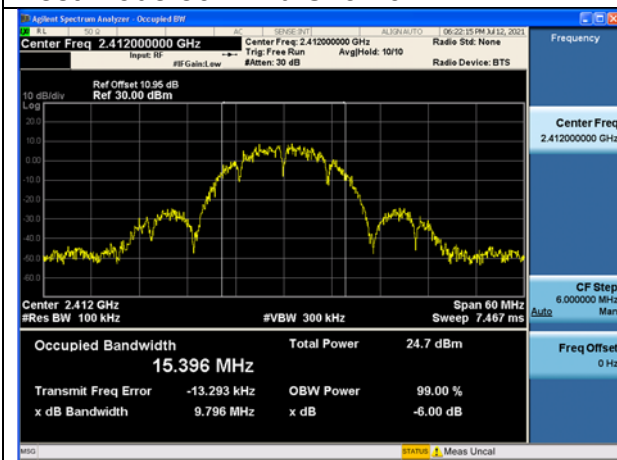 Agilent Spectrum Analyzer - Occupied BW
RL 50 Ω AC SENSE:INT ALIGN AUTO 06:22:15 PM Jul 12, 2021
Center Freq 2.412000000 GHz Center Freq: 2.412000000 GHz Radio Std: None Frequency
Input: RF Trig: Free Run Avg|Hold: 10/10
#IFGain:Low #Atten: 30 dB Radio Device: BTS
Ref Offset 10.95 dB
10 dB/div Ref 30.00 dBm
Log
20.0
10.0
0.00
-10.0
-20.0
-30.0
-40.0
-50.0
-60.0
Center 2.412 GHz Span 60 MHz
#Res BW 100 kHz #VBW 300 kHz Sweep 7.467 ms
Occupied Bandwidth Total Power 24.7 dBm
15.396 MHz
Transmit Freq Error -13.293 kHz OBW Power 99.00 %
x dB Bandwidth 9.796 MHz x dB -6.00 dB
Center Freq
2.412000000 GHz
CF Step
6.000000 MHz
Auto Man
Freq Offset
0 Hz
MSG STATUS Meas Uncal